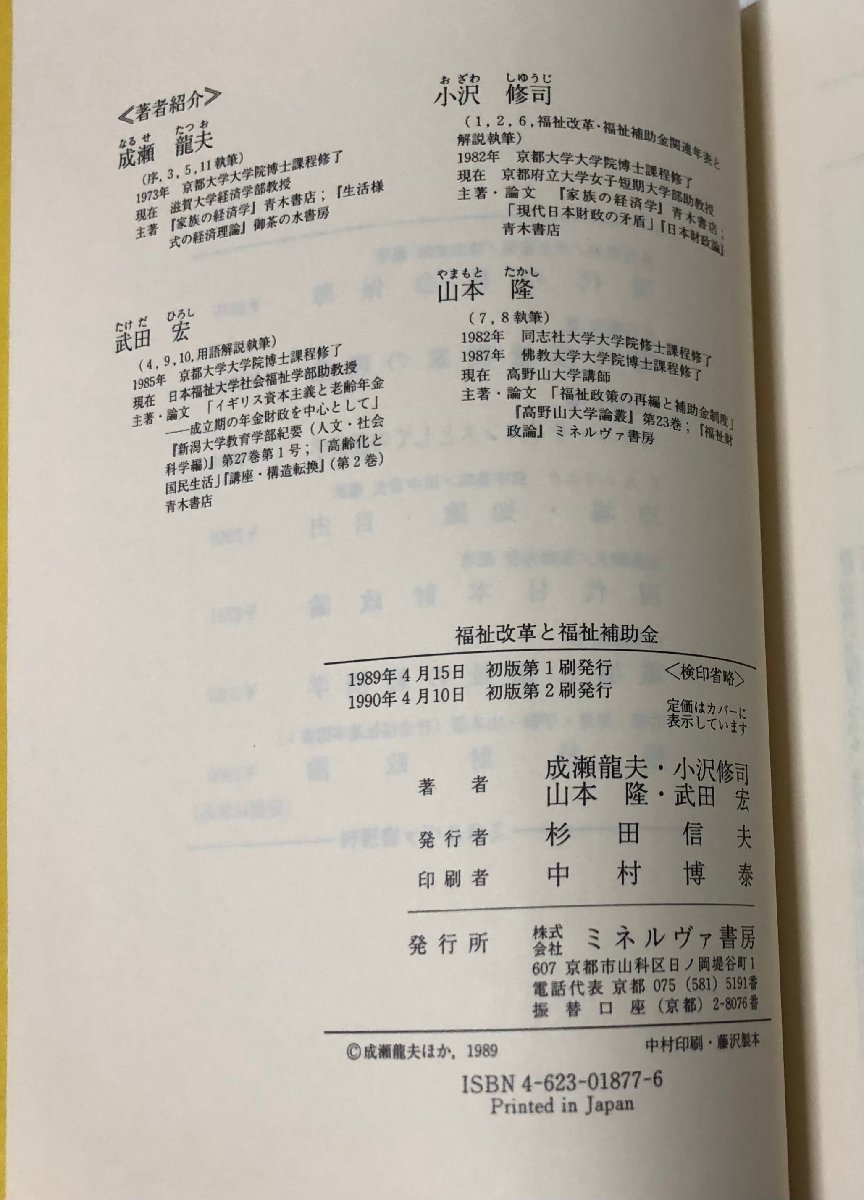 <著者紹介>
なるせ たつお
成瀬 龍夫
(序,3,5,11執筆)
1973年 京都大学大学院博士課程修了
現在 滋賀大学経済学部教授
主著 『家族の経済学』青木書店;『生活様
式の経済理論』御茶の水書房
おざわ しゆうじ
小沢 修司
(1,2,6,福祉改革・福祉補助金関連年表と
解説執筆)
1982年 京都大学大学院博士課程修了
現在 京都府立大学女子短期大学部助教授
主著・論文 『家族の経済学』青木書店;
「現代日本財政の矛盾」『日本財政論』
青木書店
たけだ ひろし
武田 宏
(4,9,10,用語解説執筆)
1985年 京都大学大学院博士課程修了
現在 日本福祉大学社会福祉学部助教授
主著・論文 「イギリス資本主義と老齢年金
――成立期の年金財政を中心として」
『新潟大学教育学部紀要(人文・社会
科学編)』第27巻第1号;「高齢化と
国民生活」『講座・構造転換』(第2巻)
青木書店
やまもと たかし
山本 隆
(7,8執筆)
1982年 同志社大学大学院修士課程修了
1987年 佛教大学大学院博士課程修了
現在 高野山大学講師
主著・論文 「福祉政策の再編と補助金制度」
『高野山大学論叢』第23巻;『福祉財
政論』ミネルヴァ書房
福祉改革と福祉補助金
1989年4月15日 初版第1刷発行 <検印省略>
1990年4月10日 初版第2刷発行
定価はカバーに
表示しています
著者 成瀬龍夫・小沢修司
山本 隆・武田 宏
発行者 杉田信夫
印刷者 中村博泰
発行所 株式会社 ミネルヴァ書房
607 京都市山科区日ノ岡堤谷町1
電話代表 京都 075 (581) 5191番
振替口座 (京都) 2-8076番
©成瀬龍夫ほか, 1989 中村印刷・藤沢製本
ISBN 4-623-01877-6
Printed in Japan